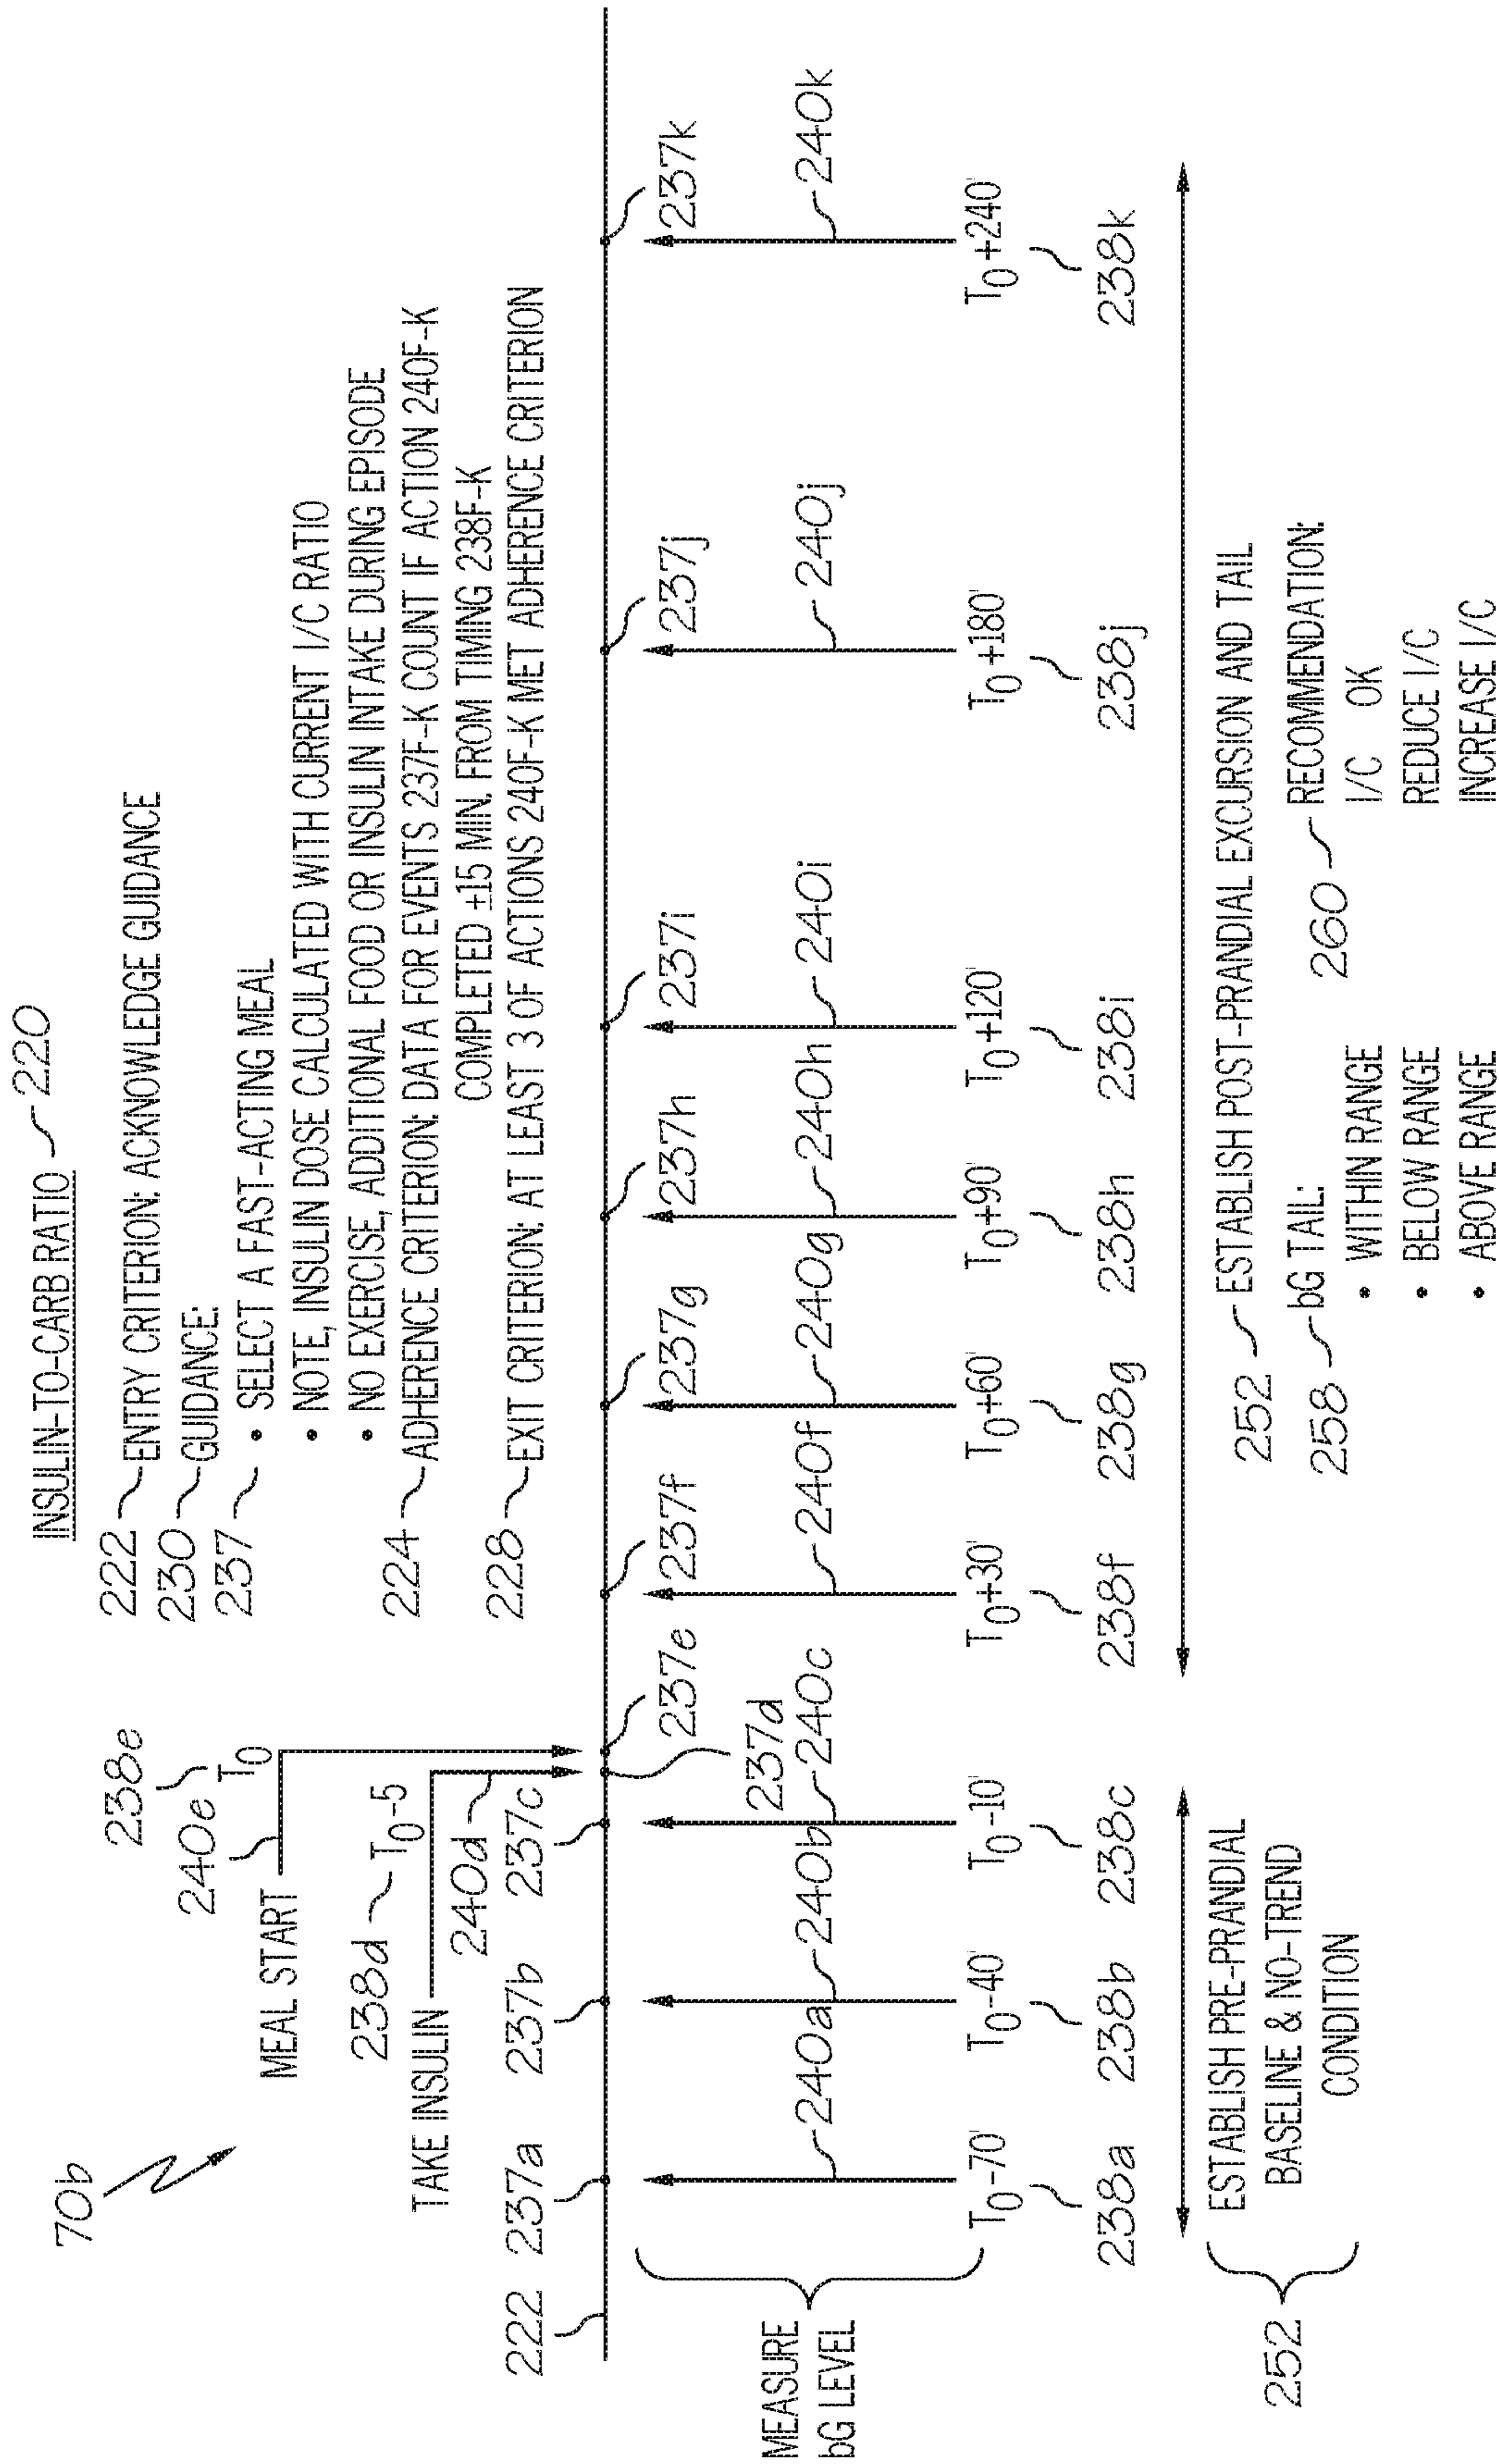 INSULIN-TO-CARB RATIO 220
70b
222 ENTRY CRITERION: ACKNOWLEDGE GUIDANCE
230 GUIDANCE:
237 • SELECT A FAST-ACTING MEAL
• NOTE, INSULIN DOSE CALCULATED WITH CURRENT I/C RATIO
• NO EXERCISE, ADDITIONAL FOOD OR INSULIN INTAKE DURING EPISODE
224 ADHERENCE CRITERION: DATA FOR EVENTS 237F-K COUNT IF ACTION 240F-K
COMPLETED ±15 MIN. FROM TIMING 238F-K
228 EXIT CRITERION: AT LEAST 3 OF ACTIONS 240F-K MET ADHERENCE CRITERION
238e
240e T0
MEAL START
238d T0-5
TAKE INSULIN 240d
222 237a 237b 237c
237e 237f 237g 237h 237i 237j 237k
237d
MEASURE
bG LEVEL
240a 240b 240c 240f 240g 240h 240i 240j 240k
T0-70' T0-40' T0-10' T0+30' T0+60' T0+90' T0+120' T0+180' T0+240'
238a 238b 238c 238f 238g 238h 238i 238j 238k
252
ESTABLISH PRE-PRANDIAL
BASELINE & NO-TREND
CONDITION
252 ESTABLISH POST-PRANDIAL EXCURSION AND TAIL
258 bG TAIL: 260 RECOMMENDATION:
• WITHIN RANGE I/C OK
• BELOW RANGE REDUCE I/C
• ABOVE RANGE INCREASE I/C